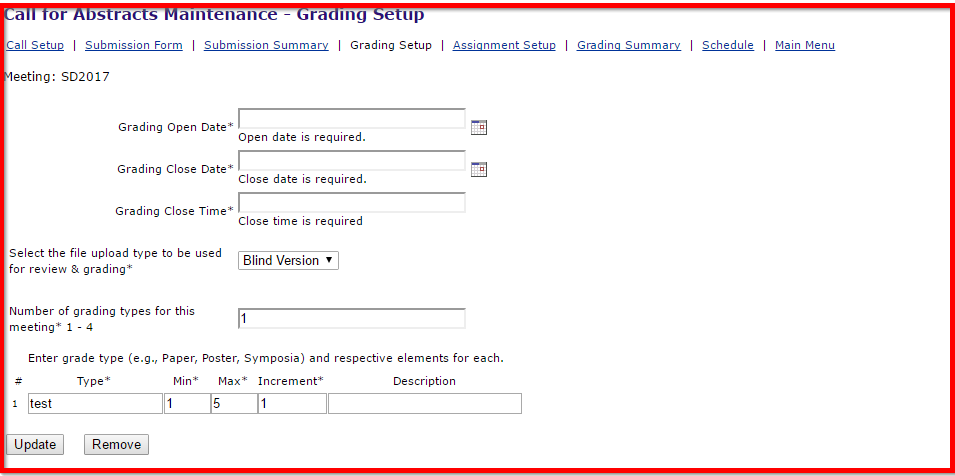 Call for Abstracts Maintenance - Grading Setup
Call Setup | Submission Form | Submission Summary | Grading Setup | Assignment Setup | Grading Summary | Schedule | Main Menu
Meeting: SD2017
Grading Open Date*
Open date is required.
Grading Close Date*
Close date is required.
Grading Close Time*
Close time is required
Select the file upload type to be used
for review & grading*
Blind Version
Number of grading types for this
meeting* 1 - 4
1
Enter grade type (e.g., Paper, Poster, Symposia) and respective elements for each.
# Type* Min* Max* Increment* Description
1 test 1 5 1
Update Remove